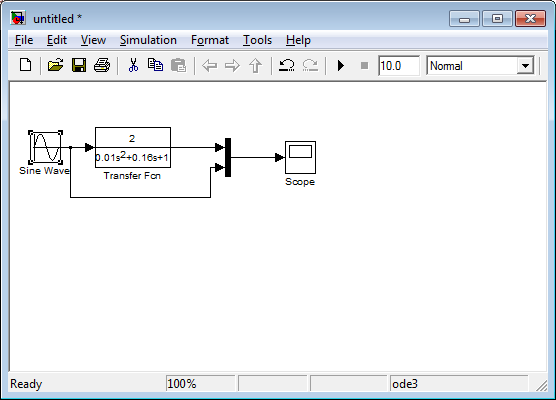 untitled *
File Edit View Simulation Format Tools Help
10.0 Normal
2
0.01s2+0.16s+1
Sine Wave
Transfer Fcn
Scope
Ready 100% ode3